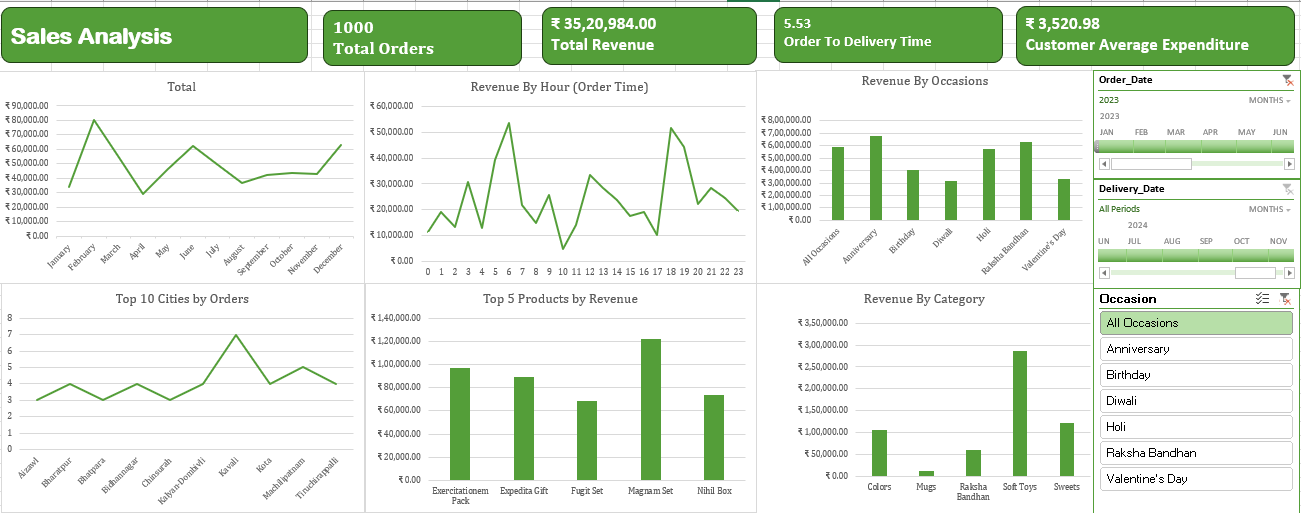 Sales Analysis
1000
Total Orders
₹ 35,20,984.00
Total Revenue
5.53
Order To Delivery Time
₹ 3,520.98
Customer Average Expenditure
Total
₹ 90,000.00
₹ 80,000.00
₹ 70,000.00
₹ 60,000.00
₹ 50,000.00
₹ 40,000.00
₹ 30,000.00
₹ 20,000.00
₹ 10,000.00
₹ 0.00
January
February
March
April
May
June
July
August
September
October
November
December
Revenue By Hour (Order Time)
₹ 60,000.00
₹ 50,000.00
₹ 40,000.00
₹ 30,000.00
₹ 20,000.00
₹ 10,000.00
₹ 0.00
0 1 2 3 4 5 6 7 8 9 10 11 12 13 14 15 16 17 18 19 20 21 22 23
Revenue By Occasions
₹ 8,00,000.00
₹ 7,00,000.00
₹ 6,00,000.00
₹ 5,00,000.00
₹ 4,00,000.00
₹ 3,00,000.00
₹ 2,00,000.00
₹ 1,00,000.00
₹ 0.00
All Occasions
Anniversary
Birthday
Diwali
Holi
Raksha Bandhan
Valentine's Day
Order_Date
2023 MONTHS
2023
JAN FEB MAR APR MAY JUN
Delivery_Date
All Periods MONTHS
2024
UN JUL AUG SEP OCT NOV
Top 10 Cities by Orders
8
7
6
5
4
3
2
1
0
Aizawl
Bharatpur
Bhatpara
Bidhannagar
Chinsurah
Kalyan-Dombivli
Kavali
Kota
Machilipatnam
Tiruchirappalli
Top 5 Products by Revenue
₹ 1,40,000.00
₹ 1,20,000.00
₹ 1,00,000.00
₹ 80,000.00
₹ 60,000.00
₹ 40,000.00
₹ 20,000.00
₹ 0.00
Exercitationem Pack
Expedita Gift
Fugit Set
Magnam Set
Nihil Box
Revenue By Category
₹ 3,50,000.00
₹ 3,00,000.00
₹ 2,50,000.00
₹ 2,00,000.00
₹ 1,50,000.00
₹ 1,00,000.00
₹ 50,000.00
₹ 0.00
Colors
Mugs
Raksha Bandhan
Soft Toys
Sweets
Occasion
All Occasions
Anniversary
Birthday
Diwali
Holi
Raksha Bandhan
Valentine's Day